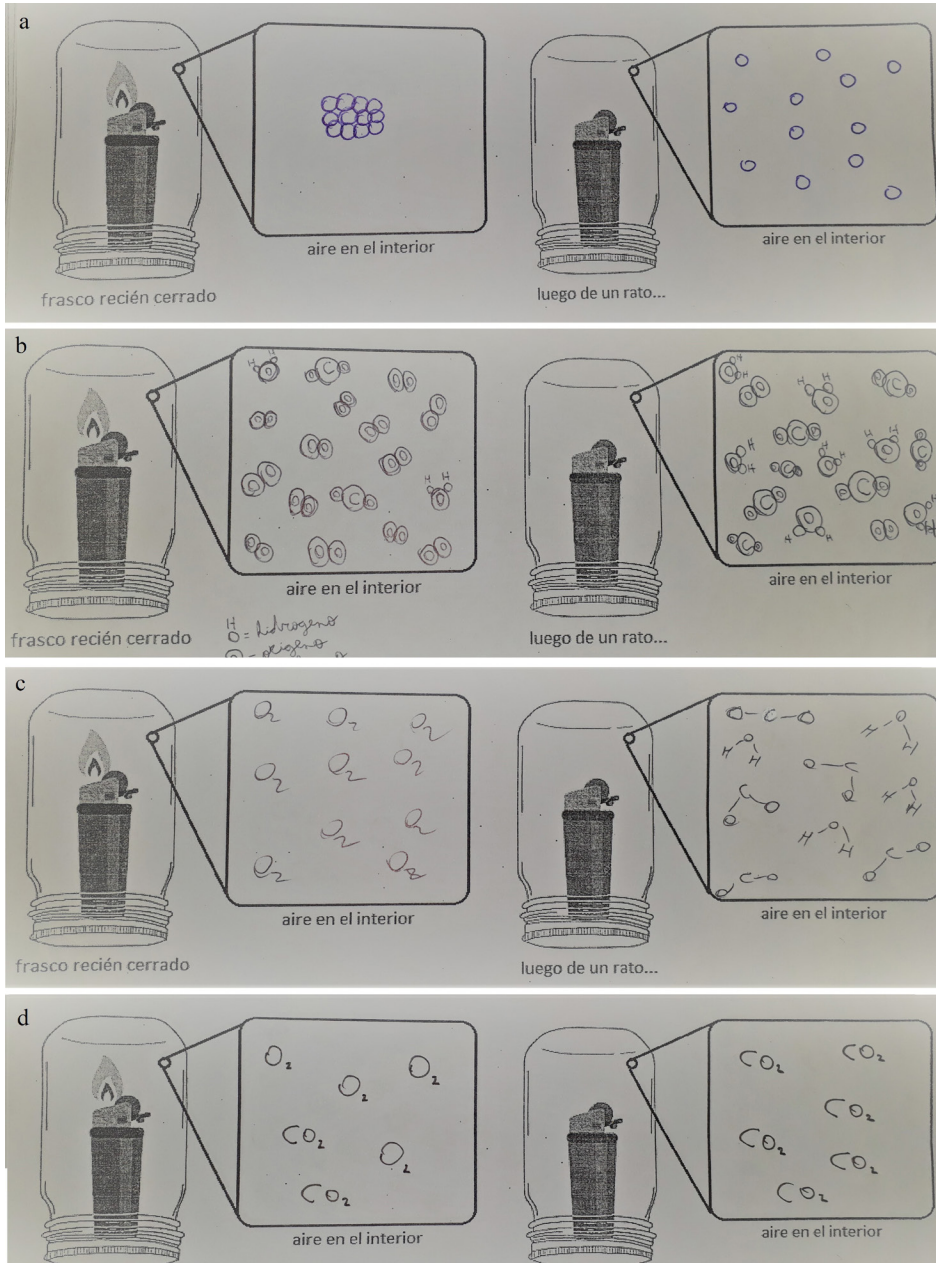 a
aire en el interior
aire en el interior
frasco recién cerrado
luego de un rato...
b
H H C
O O
H H
C O
aire en el interior
H = hidrogeno
= oxigeno
frasco recién cerrado
H H H H C
C H H
H H C H H C
C C
C H H H H
aire en el interior
luego de un rato...
c
O2 O2 O2
O2 O2 O2
O2 O2
O2 O2
aire en el interior
frasco recién cerrado
O-C-O H O H
H O H O C O
C O H O H
H O H O C O
C-O
aire en el interior
luego de un rato...
d
O2 O2 O2
CO2 O2
CO2
aire en el interior
CO2 CO2
CO2
CO2 CO2
CO2
aire en el interior